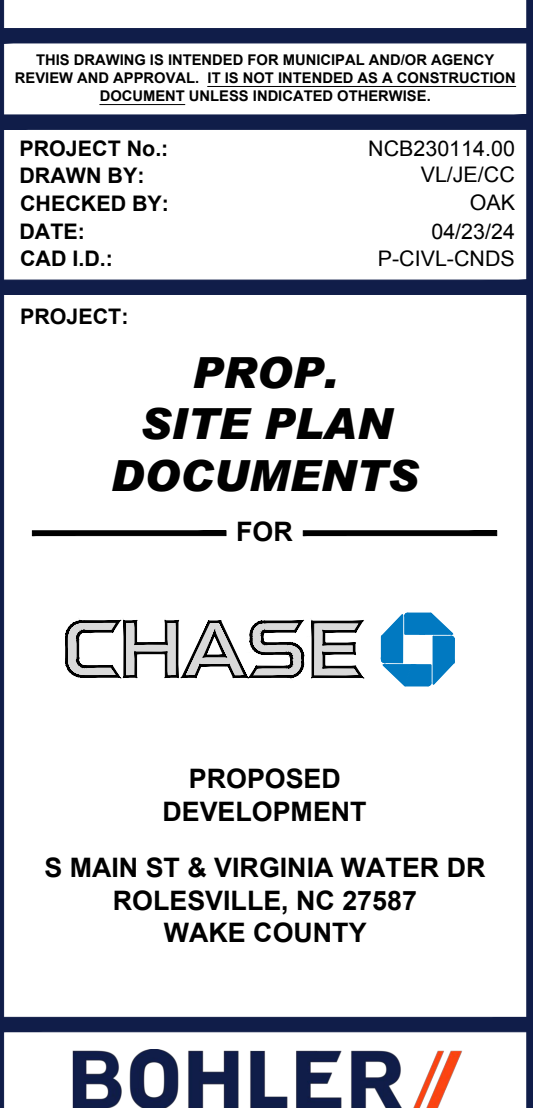 THIS DRAWING IS INTENDED FOR MUNICIPAL AND/OR AGENCY
REVIEW AND APPROVAL. IT IS NOT INTENDED AS A CONSTRUCTION
DOCUMENT UNLESS INDICATED OTHERWISE.
PROJECT No.: NCB230114.00
DRAWN BY: VL/JE/CC
CHECKED BY: OAK
DATE: 04/23/24
CAD I.D.: P-CIVL-CNDS
PROJECT:
PROP.
SITE PLAN
DOCUMENTS
FOR
CHASE
PROPOSED
DEVELOPMENT
S MAIN ST & VIRGINIA WATER DR
ROLESVILLE, NC 27587
WAKE COUNTY
BOHLER//